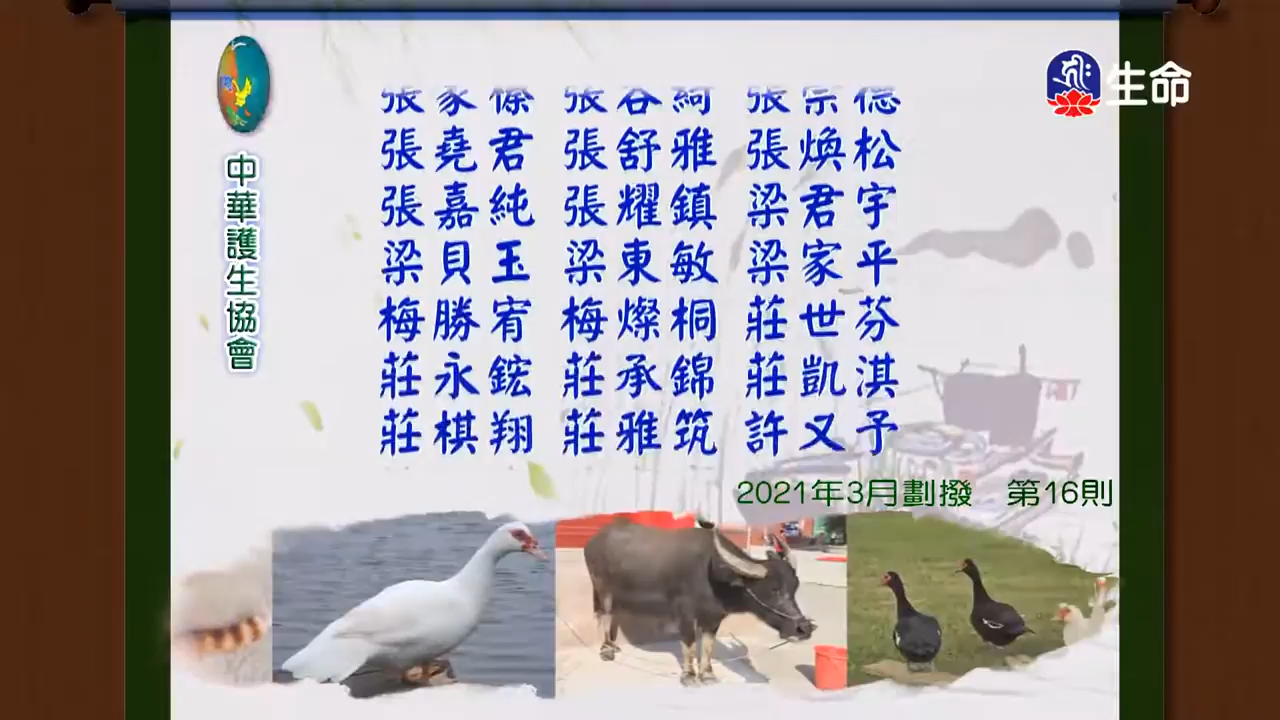 生命
中華護生協會
張堯君 張舒雅 張煥松
張嘉純 張耀鎮 梁君宇
梁貝玉 梁東敏 梁家平
梅勝宥 梅燦桐 莊世芬
莊永鋐 莊承錦 莊凱淇
莊棋翔 莊雅筑 許又予
2021年3月劃撥 第16則